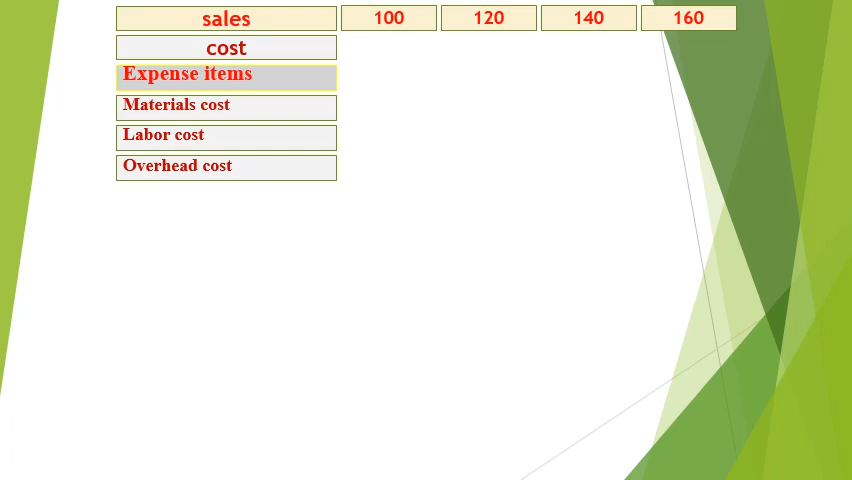 sales 100 120 140 160
cost
Expense items
Materials cost
Labor cost
Overhead cost